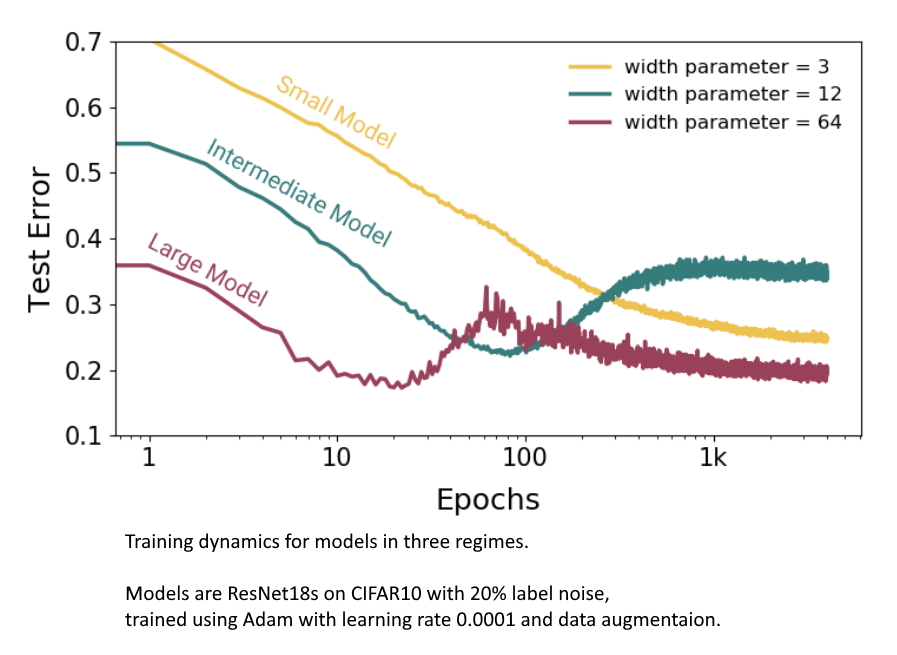 0.7
0.6
0.5
0.4
0.3
0.2
0.1
Test Error
width parameter = 3
width parameter = 12
width parameter = 64
Small Model
Intermediate Model
Large Model
1
10
100
1k
Epochs
Training dynamics for models in three regimes.
Models are ResNet18s on CIFAR10 with 20% label noise,
trained using Adam with learning rate 0.0001 and data augmentaion.